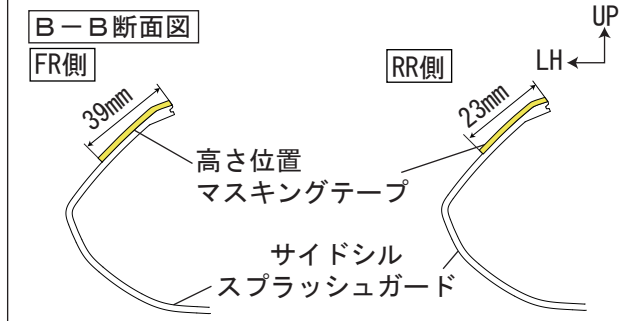 B－B断面図
FR側
RR側
UP
LH
39mm
23mm
高さ位置
マスキングテープ
サイドシル
スプラッシュガード